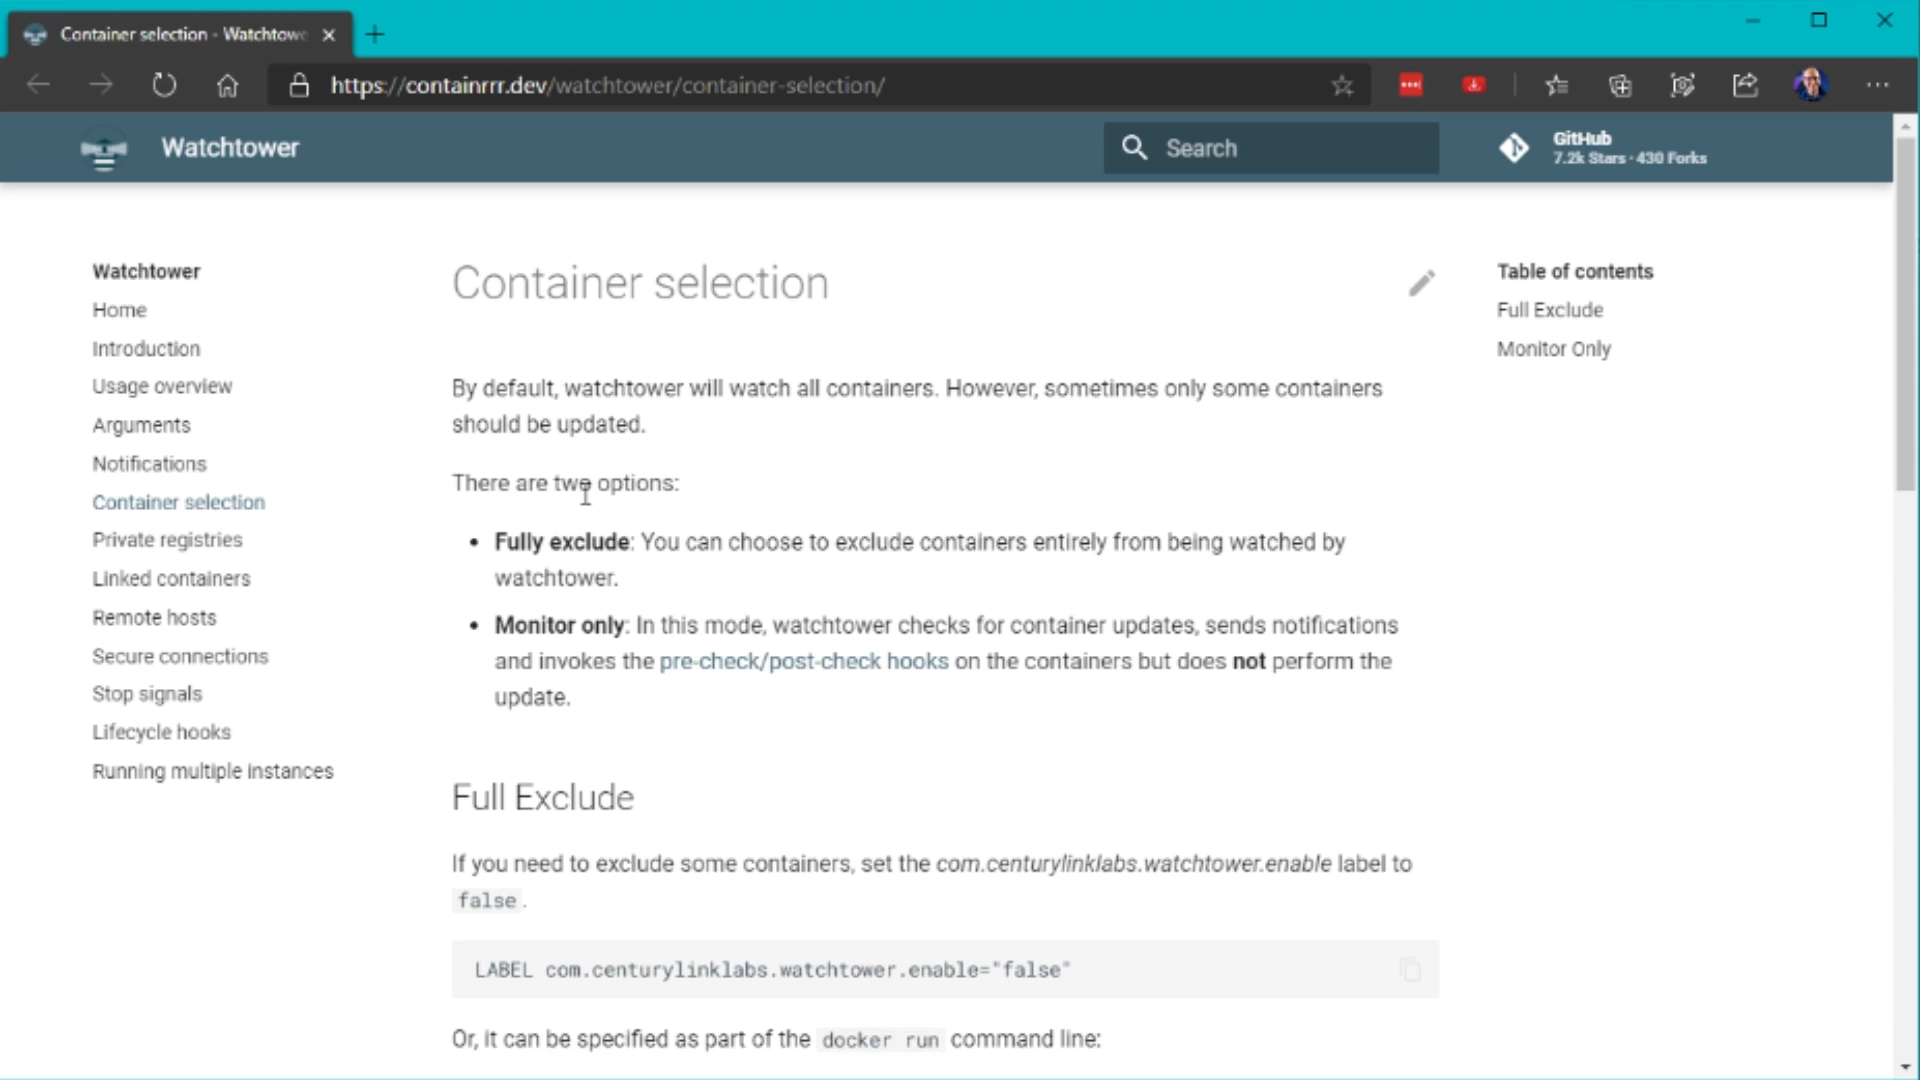 Container selection - Watchtowe
https://containrrr.dev/watchtower/container-selection/
Watchtower
Search
GitHub
7.2k Stars · 430 Forks
Watchtower
Home
Introduction
Usage overview
Arguments
Notifications
Container selection
Private registries
Linked containers
Remote hosts
Secure connections
Stop signals
Lifecycle hooks
Running multiple instances
Container selection
By default, watchtower will watch all containers. However, sometimes only some containers
should be updated.
There are two options:
• Fully exclude: You can choose to exclude containers entirely from being watched by
watchtower.
• Monitor only: In this mode, watchtower checks for container updates, sends notifications
and invokes the pre-check/post-check hooks on the containers but does not perform the
update.
Full Exclude
If you need to exclude some containers, set the com.centurylinklabs.watchtower.enable label to
false.
LABEL com.centurylinklabs.watchtower.enable="false"
Or, it can be specified as part of the docker run command line:
Table of contents
Full Exclude
Monitor Only